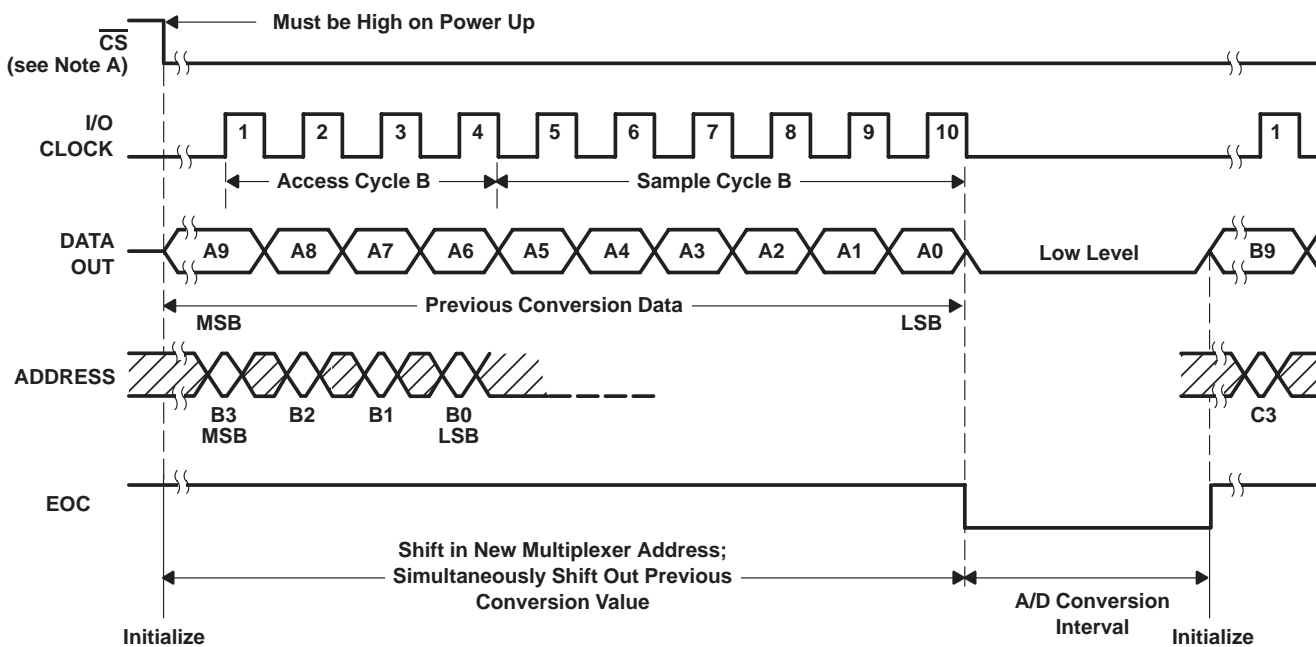 Must be High on Power Up
CS
(see Note A)
I/O
CLOCK
1 2 3 4 5 6 7 8 9 10 1
Access Cycle B Sample Cycle B
DATA
OUT
A9 A8 A7 A6 A5 A4 A3 A2 A1 A0 Low Level B9
Previous Conversion Data
MSB LSB
ADDRESS
B3 B2 B1 B0 C3
MSB LSB
EOC
Shift in New Multiplexer Address;
Simultaneously Shift Out Previous
Conversion Value
A/D Conversion
Interval
Initialize Initialize